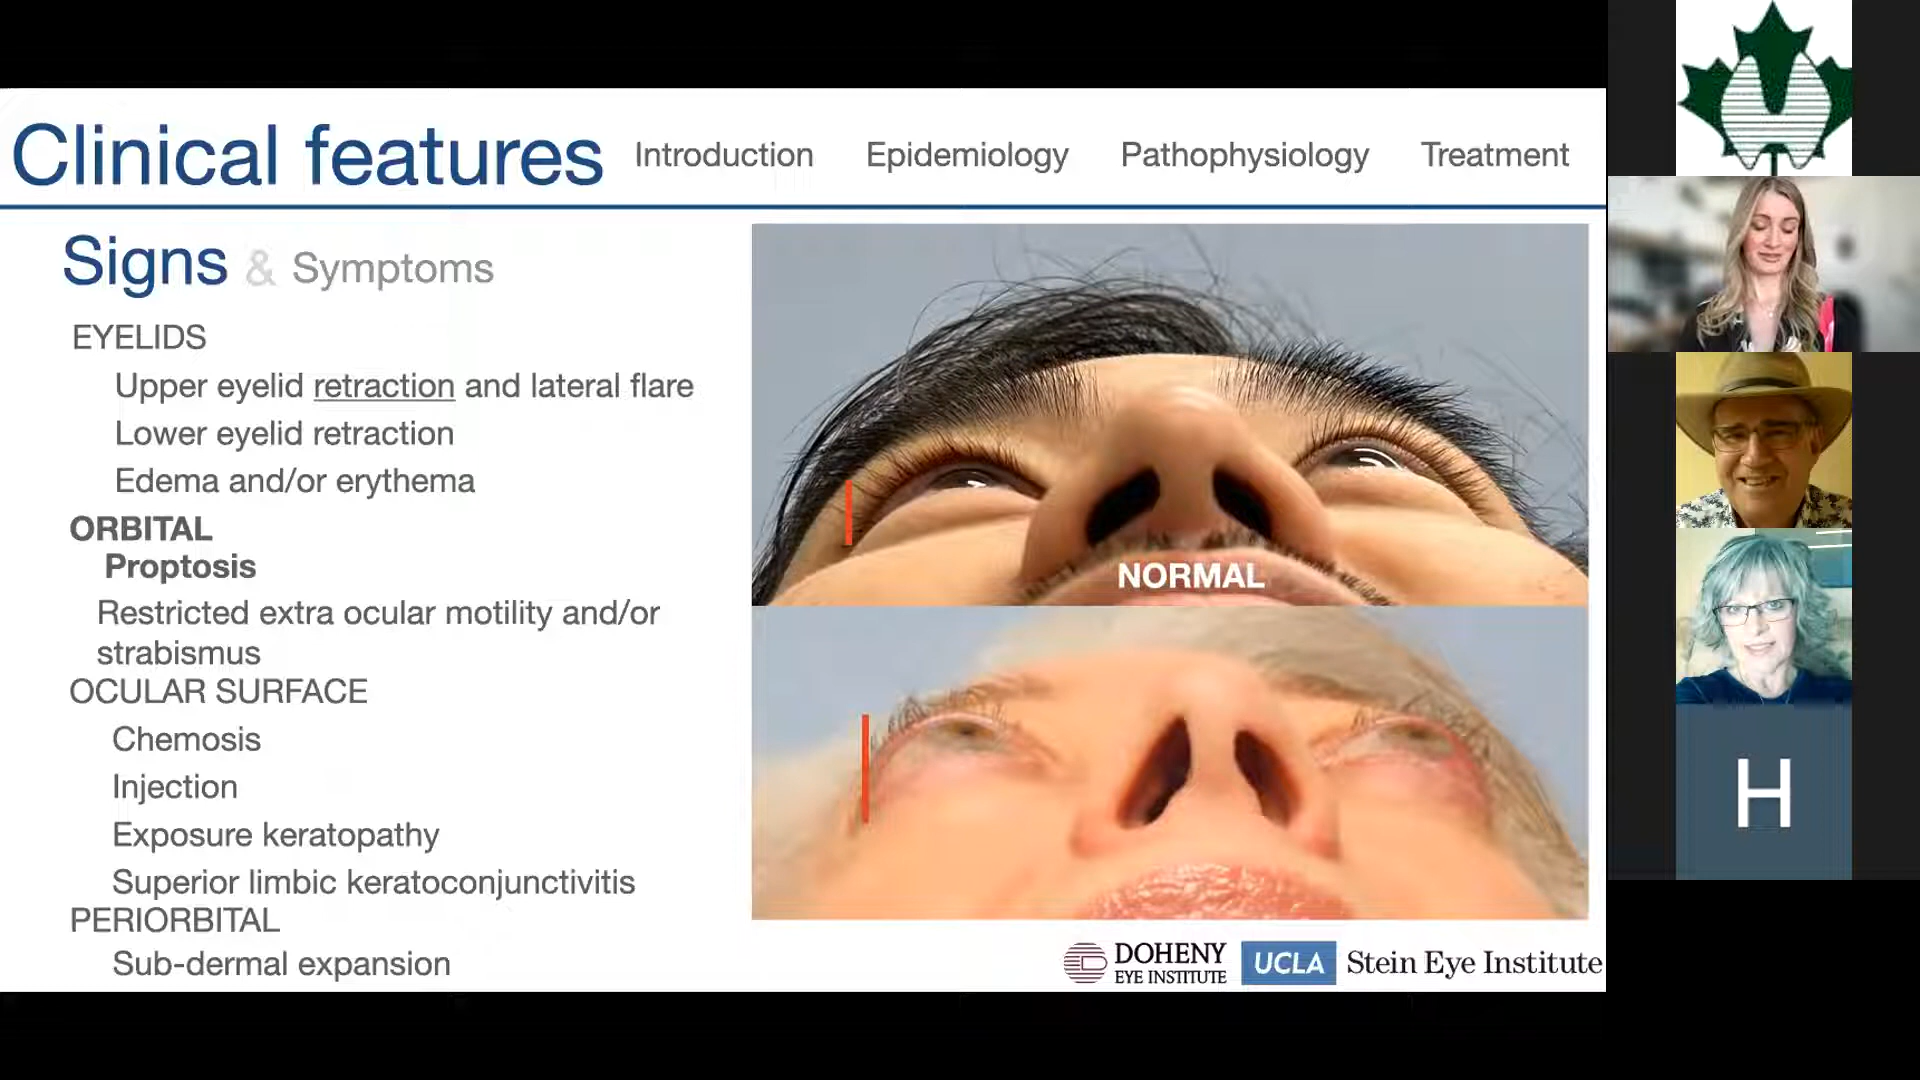 Clinical features
Introduction
Epidemiology
Pathophysiology
Treatment
Signs & Symptoms
EYELIDS
Upper eyelid retraction and lateral flare
Lower eyelid retraction
Edema and/or erythema
ORBITAL
Proptosis
Restricted extra ocular motility and/or
strabismus
OCULAR SURFACE
Chemosis
Injection
Exposure keratopathy
Superior limbic keratoconjunctivitis
PERIORBITAL
Sub-dermal expansion
NORMAL
DOHENY
EYE INSTITUTE
UCLA
Stein Eye Institute
H